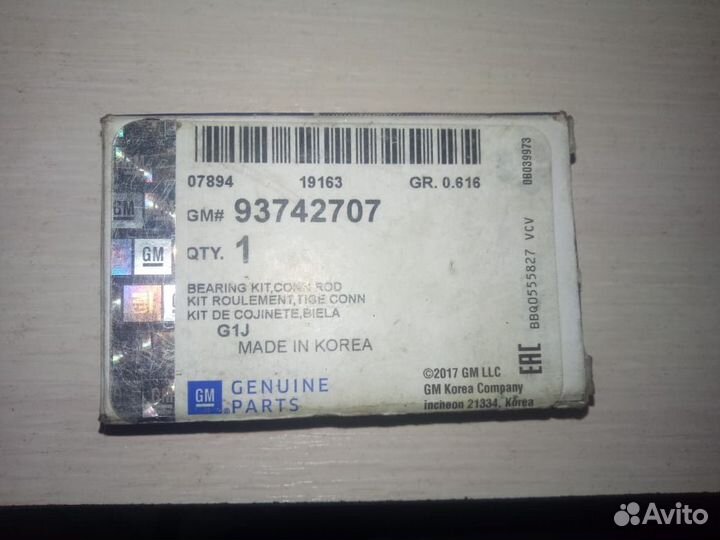 07894 19163 GR. 0.616
GM# 93742707
QTY. 1
BEARING KIT,CONN ROD
KIT ROULEMENT,TIGE CONN
KIT DE COJINETE,BIELA
G1J
MADE IN KOREA
GM
GM
GM GENUINE
PARTS
©2017 GM LLC
GM Korea Company
incheon 21334, Korea
EAC
BBQ0555827 VCV
0B039973
Avito